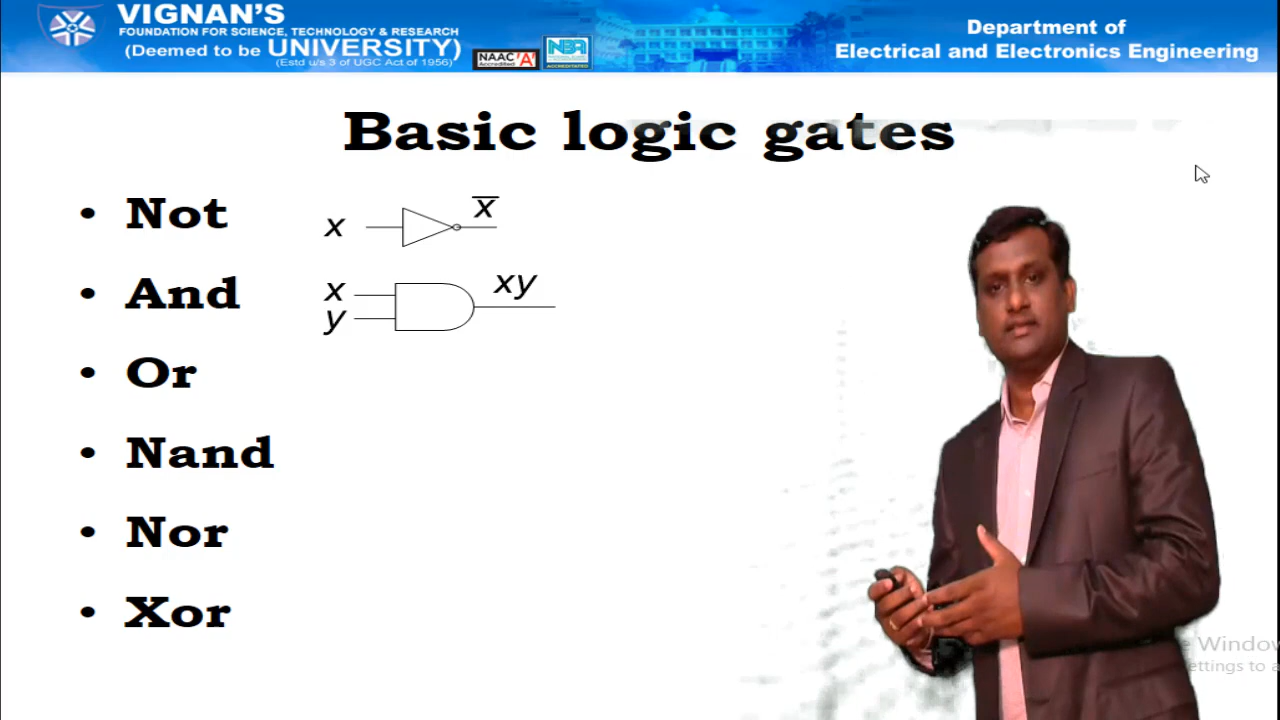 VIGNAN'S
FOUNDATION FOR SCIENCE, TECHNOLOGY & RESEARCH
(Deemed to be UNIVERSITY)
(Estd u/s 3 of UGC Act of 1956)
NAAC 'A'
Accredited
NBA
ACCREDITATED
Department of
Electrical and Electronics Engineering
Basic logic gates
• Not
x
x̅
• And
x
y
xy
• Or
• Nand
• Nor
• Xor
Window
ettings to a